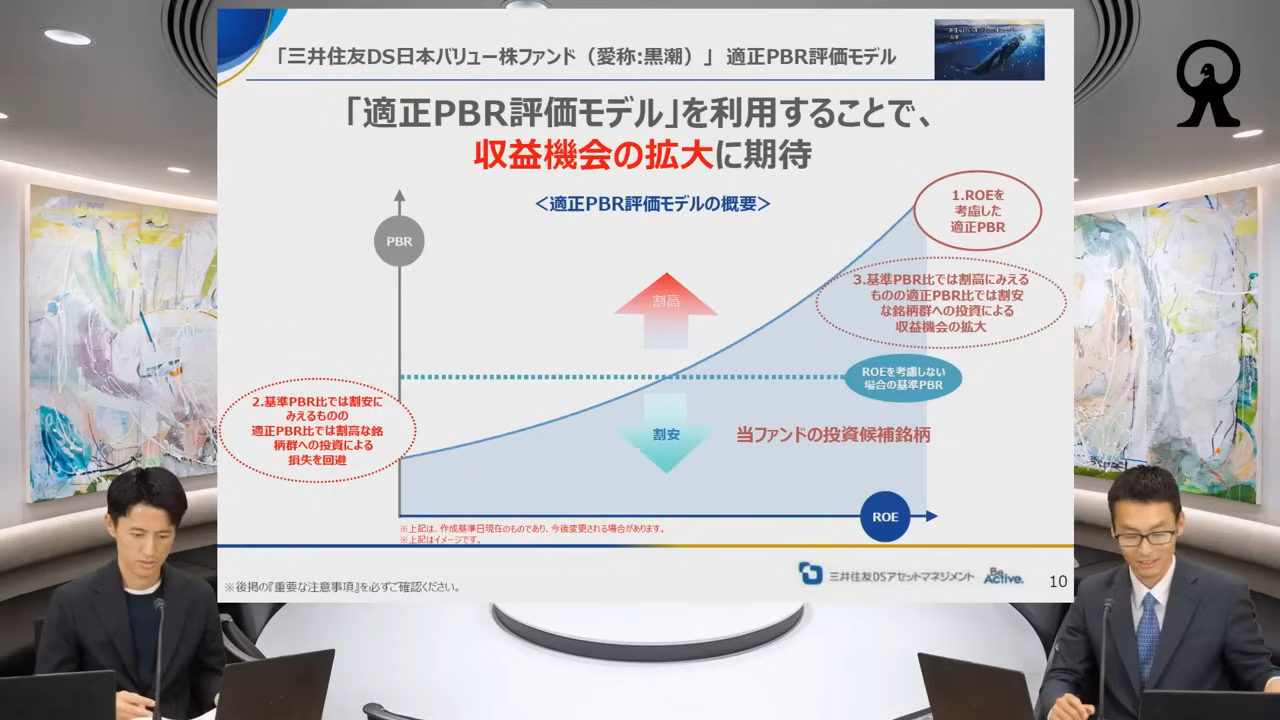 「三井住友DS日本バリュー株ファンド（愛称:黒潮）」 適正PBR評価モデル
「適正PBR評価モデル」を利用することで、
収益機会の拡大に期待
＜適正PBR評価モデルの概要＞
PBR
1.ROEを
考慮した
適正PBR
割高
3.基準PBR比では割高にみえる
ものの適正PBR比では割安
な銘柄群への投資による
収益機会の拡大
ROEを考慮しない
場合の基準PBR
2.基準PBR比では割安に
みえるものの
適正PBR比では割高な銘
柄群への投資による
損失を回避
割安
当ファンドの投資候補銘柄
ROE
※上記は、作成基準日現在のものであり、今後変更される場合があります。
※上記はイメージです。
※後掲の『重要な注意事項』を必ずご確認ください。
三井住友DSアセットマネジメント
Be Active.
10